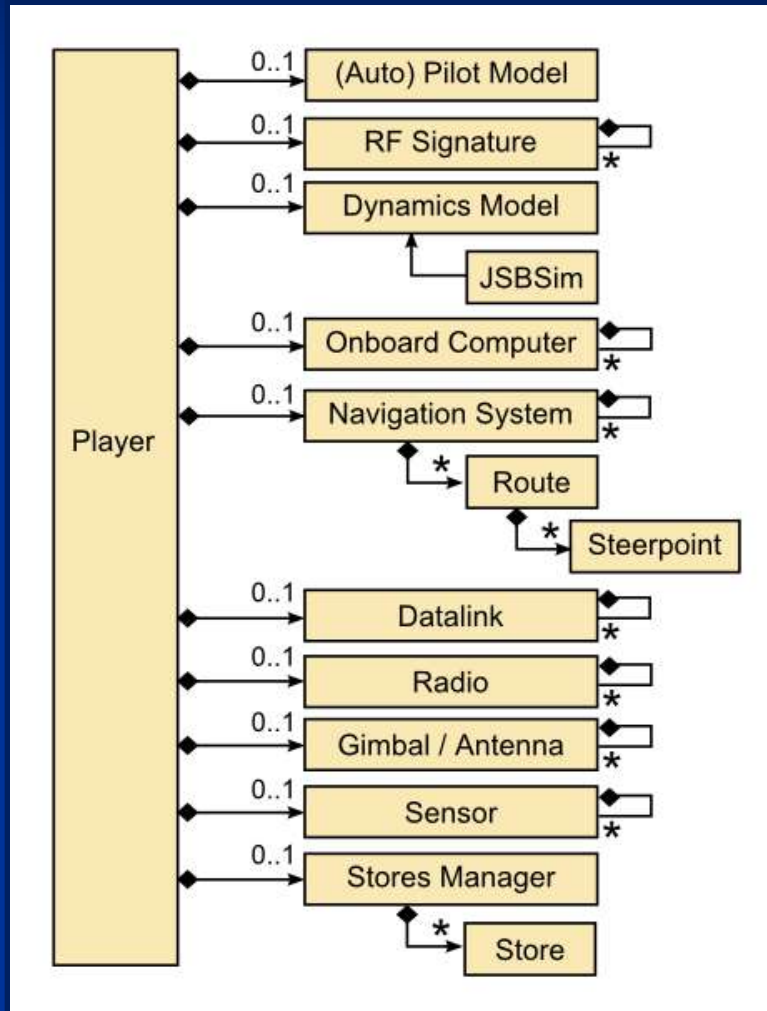 Player
0..1
(Auto) Pilot Model
0..1
RF Signature
*
0..1
Dynamics Model
JSBSim
0..1
Onboard Computer
*
0..1
Navigation System
*
*
Route
*
Steerpoint
0..1
Datalink
*
0..1
Radio
*
0..1
Gimbal / Antenna
*
0..1
Sensor
*
0..1
Stores Manager
*
Store